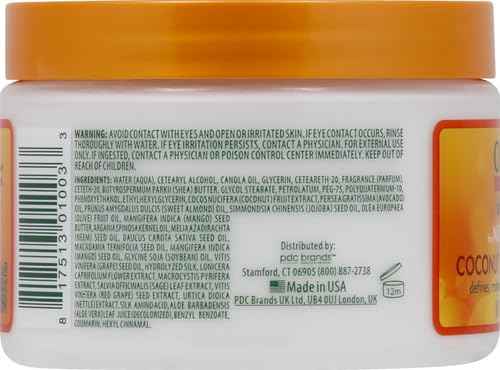 WARNING: AVOID CONTACT WITH EYES AND OPEN OR IRRITATED SKIN. IF EYE CONTACT OCCURS, RINSE
THOROUGHLY WITH WATER. IF IRRITATION PERSISTS, CONTACT A PHYSICIAN. FOR EXTERNAL USE
ONLY. IF INGESTED, CONTACT A PHYSICIAN OR POISON CONTROL CENTER IMMEDIATELY. KEEP OUT OF
REACH OF CHILDREN.
INGREDIENTS: WATER (AQUA), CETEARYL ALCOHOL, CANOLA OIL, GLYCERIN, CETEARETH-20, FRAGRANCE (PARFUM),
CETETH-20, BUTYROSPERMUM PARKII (SHEA) BUTTER, GLYCOL STEARATE, PETROLATUM, PEG-75, POLYQUATERNIUM-10,
PHENOXYETHANOL, ETHYLHEXYLGLYCERIN, COCOS NUCIFERA (COCONUT) FRUIT EXTRACT, PERSEA GRATISSIMA (AVOCADO)
OIL, PRUNUS AMYGDALUS DULCIS (SWEET ALMOND) OIL, SIMMONDSIA CHINENSIS (JOJOBA) SEED OIL, OLEA EUROPAEA
(OLIVE) FRUIT OIL, MANGIFERA INDICA (MANGO) SEED
BUTTER, ARGANIA SPINOSA KERNEL OIL, MELIA AZADIRACHTA
(NEEM) SEED OIL, DAUCUS CAROTA SATIVA SEED OIL,
MACADAMIA TERNIFOLIA SEED OIL, MANGIFERA INDICA
(MANGO) SEED OIL, GLYCINE SOJA (SOYBEAN) OIL, VITIS
VINIFERA (GRAPE) SEED OIL, HYDROLYZED SILK, LONICERA
CAPRIFOLIUM FLOWER EXTRACT, MACROCYSTIS PYRIFERA
EXTRACT, SALVIA OFFICINALIS (SAGE) LEAF EXTRACT, VITIS
VINIFERA (RED GRAPE) SEED EXTRACT, URTICA DIOICA
(NETTLE) EXTRACT, SILK AMINO ACID, ALOE BARBADENSIS
(ALOE VERA) LEAF JUICE (DECOLORIZED), BENZYL BENZOATE,
COUMARIN, HEXYL CINNAMAL.
Distributed by:
pdc brands
Stamford, CT 06905 (800) 887-2738
Made in USA
PDC Brands UK Ltd, UB4 0UJ London, UK
12m
8 17513 01003 3
COCONUT